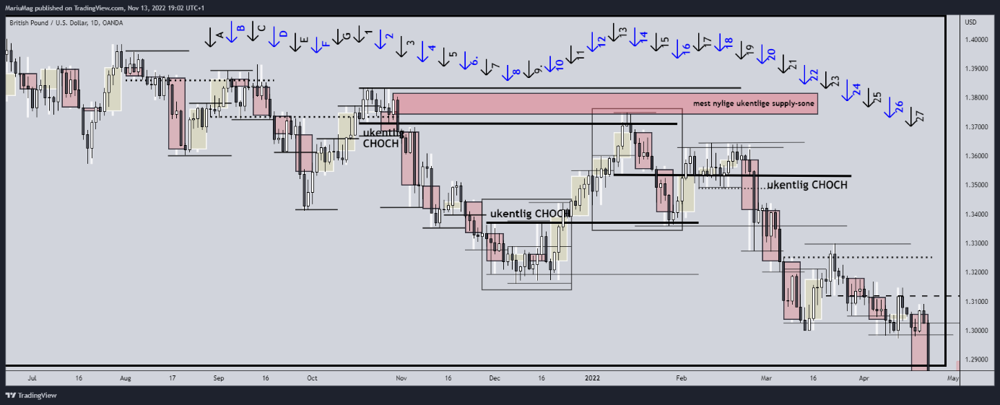 MariuMag published on TradingView.com, Nov 13, 2022 19:02 UTC+1
British Pound / U.S. Dollar, 1D, OANDA
USD
A
B
C
D
E
F
G
1
2
3
4
5
6.
7
8
9.
10
11
12
13
14
15
16
17
18
19
20
21
22
23
24
25
26
27
mest nylige ukentlige supply-sone
ukentlig
CHOCH
ukentlig CHOCH
ukentlig CHOCH
1.40000
1.39000
1.38000
1.37000
1.36000
1.35000
1.34000
1.33000
1.32000
1.31000
1.30000
1.29000
Jul 16 Aug 17 Sep 16 Oct Nov 16 Dec 16 2022 Feb Mar 16 Apr May
TradingView